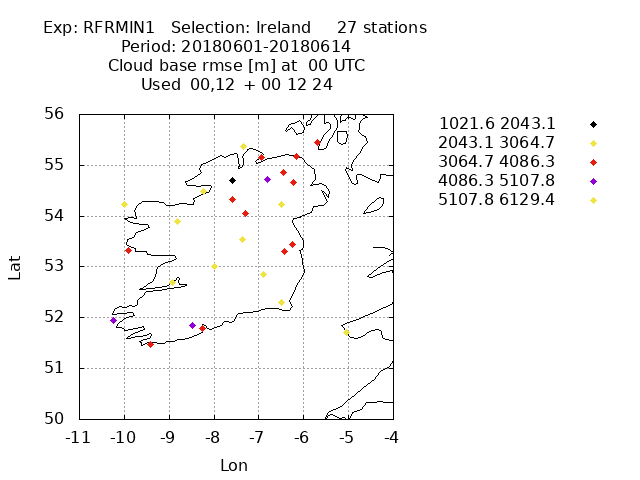 Exp: RFRMIN1   Selection: Ireland     27 stations
Period: 20180601-20180614
Cloud base rmse [m] at  00 UTC
Used  00,12  + 00 12 24
1021.6 2043.1
2043.1 3064.7
3064.7 4086.3
4086.3 5107.8
5107.8 6129.4
Lat
56
55
54
53
52
51
50
-11 -10 -9 -8 -7 -6 -5 -4
Lon